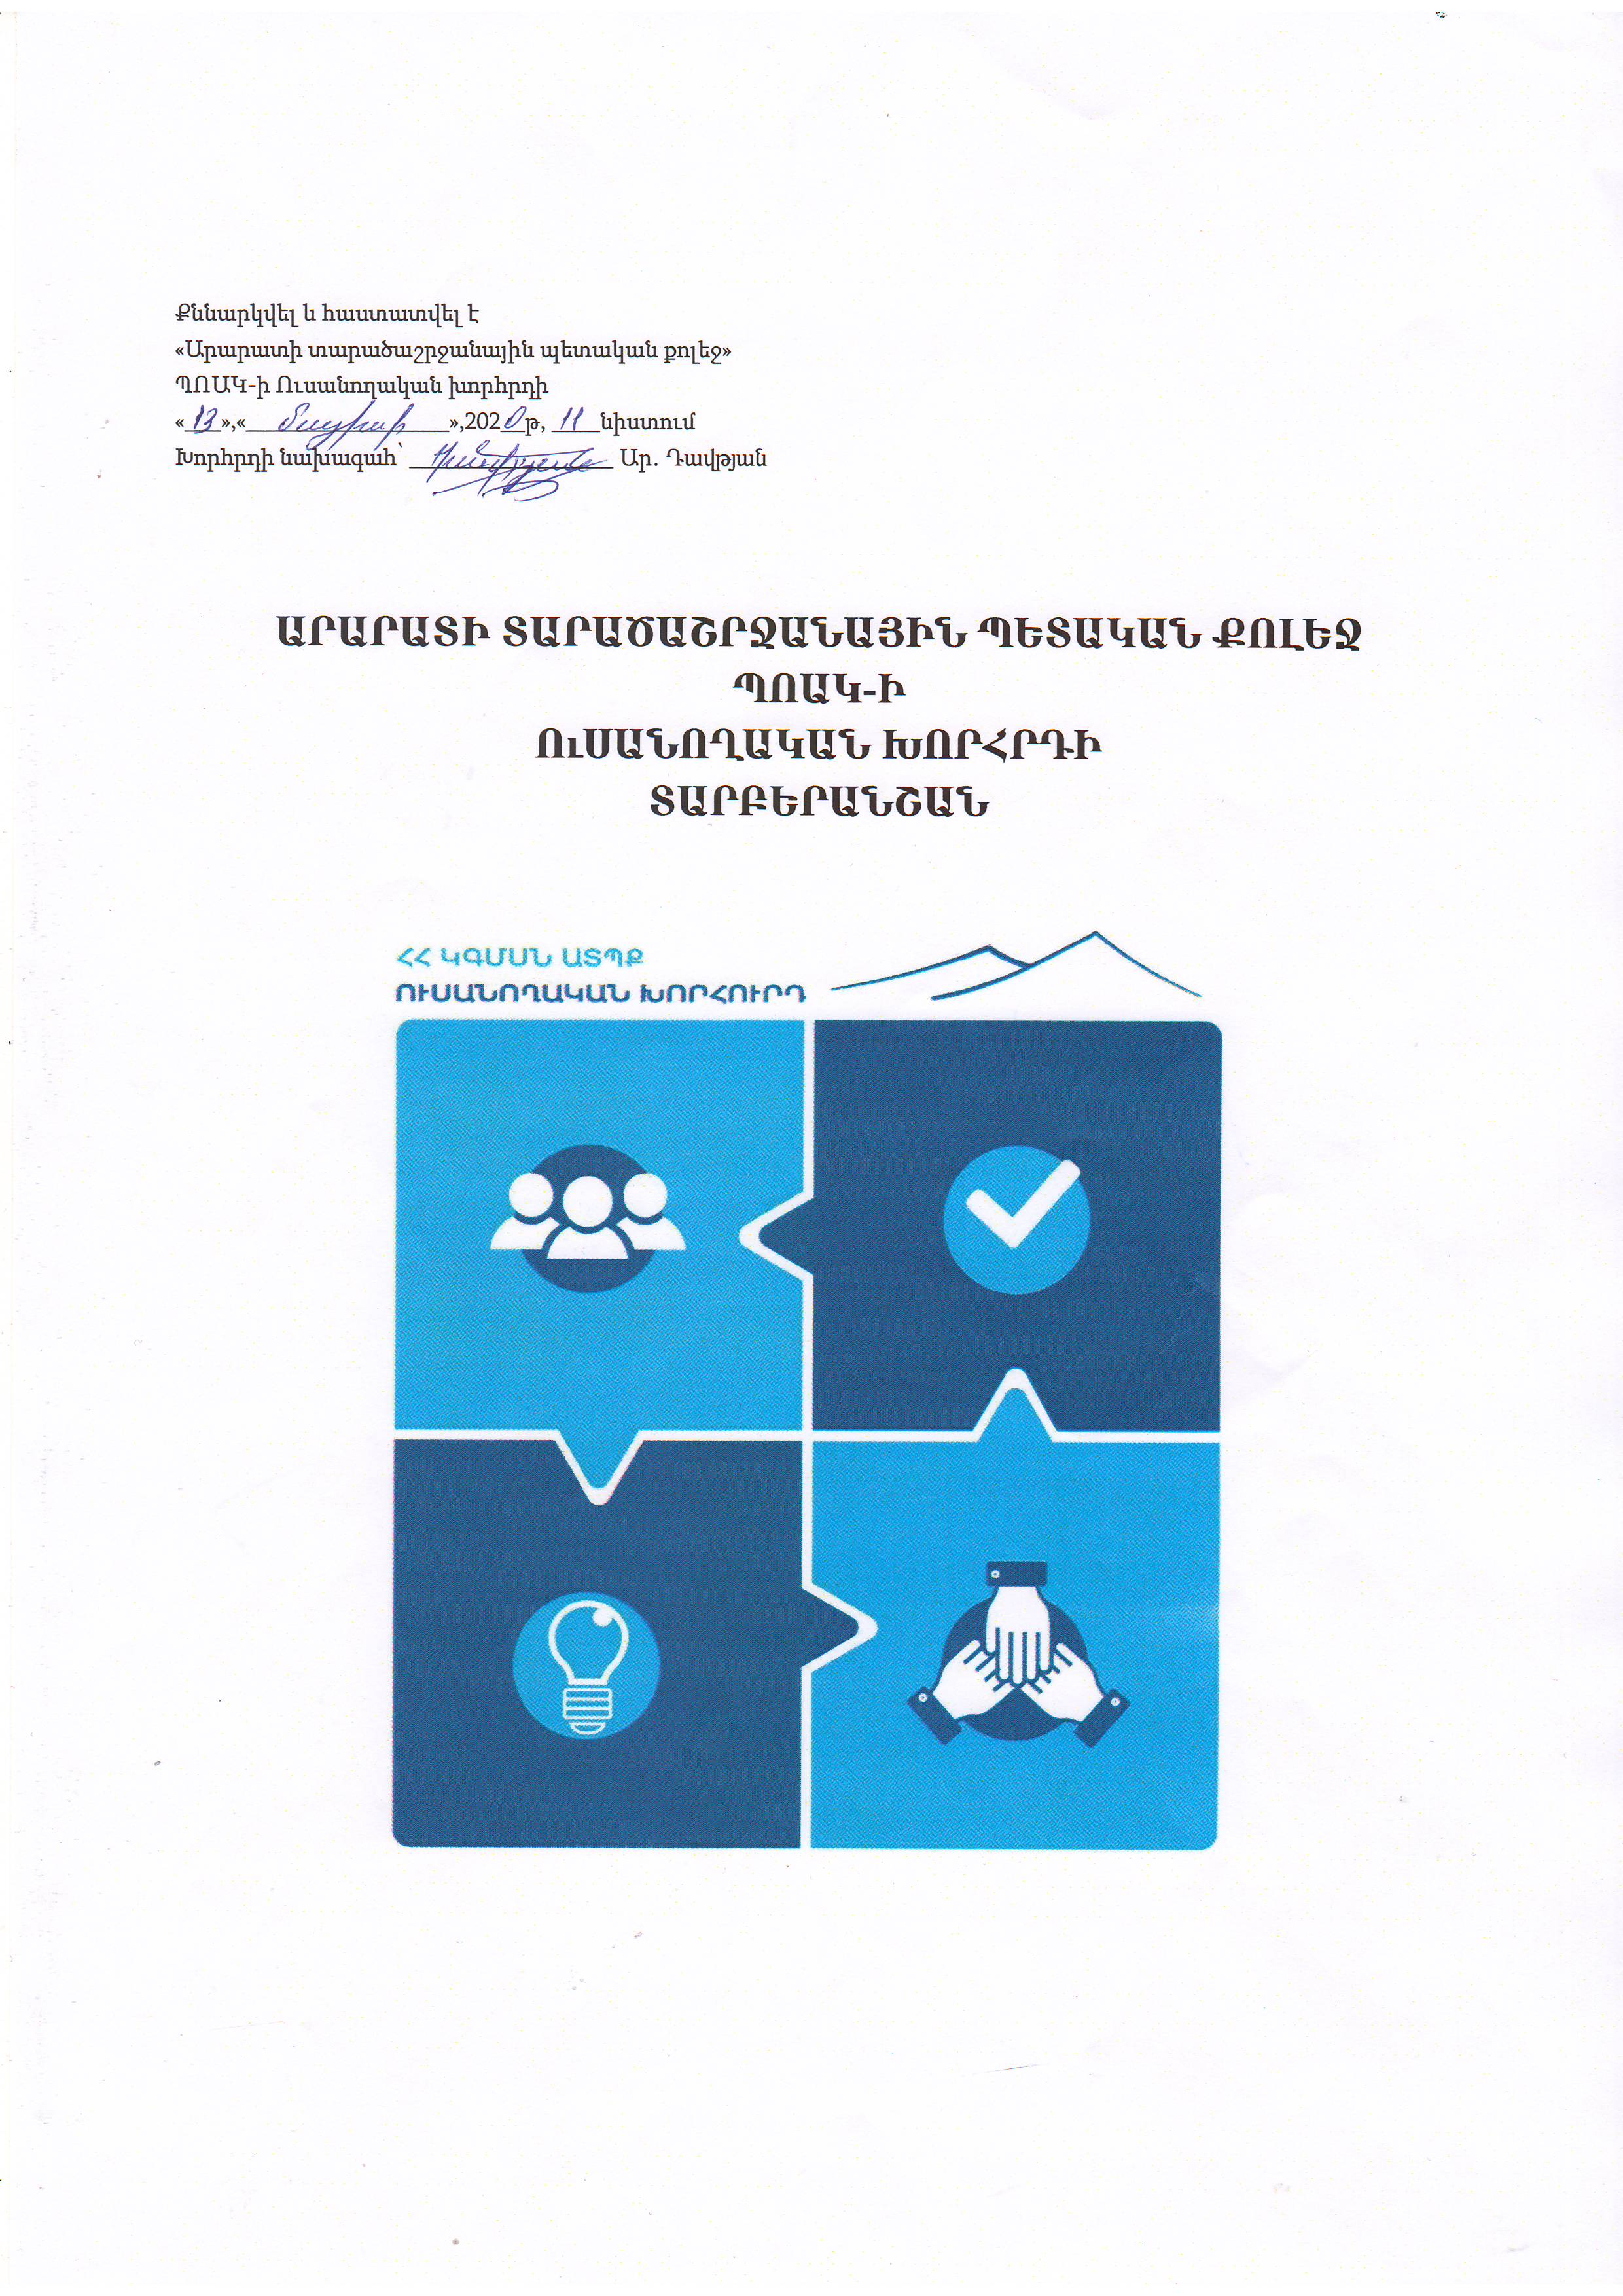 Քննարկվել և հաստատվել է
«Արարատի տարածաշրջանային պետական քոլեջ»
ՊՈԱԿ-ի Ուսանողական խորհրդի
«13»,«մայիսի»,2020թ, 11 նիստում
Խորհրդի նախագահ՝ Ար. Դավթյան
ԱՐԱՐԱՏԻ ՏԱՐԱԾԱՇՐՋԱՆԱՅԻՆ ՊԵՏԱԿԱՆ ՔՈԼԵՋ
ՊՈԱԿ-Ի
ՈւՍԱՆՈՂԱԿԱՆ ԽՈՐՀՐԴԻ
ՏԱՐԲԵՐԱՆՇԱՆ
ՀՀ ԿԳՄՍՆ ԱՏՊՔ
ՈՒՍԱՆՈՂԱԿԱՆ ԽՈՐՀՈՒՐԴ